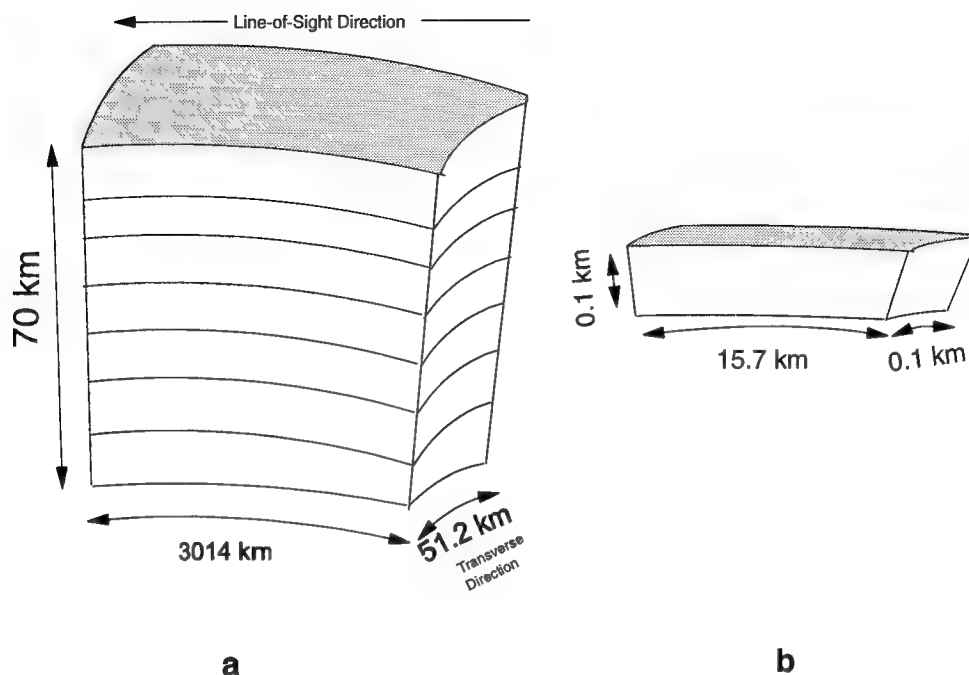 Line-of-Sight Direction
70 km
3014 km
51.2 km
Transverse
Direction
0.1 km
15.7 km
0.1 km
a
b